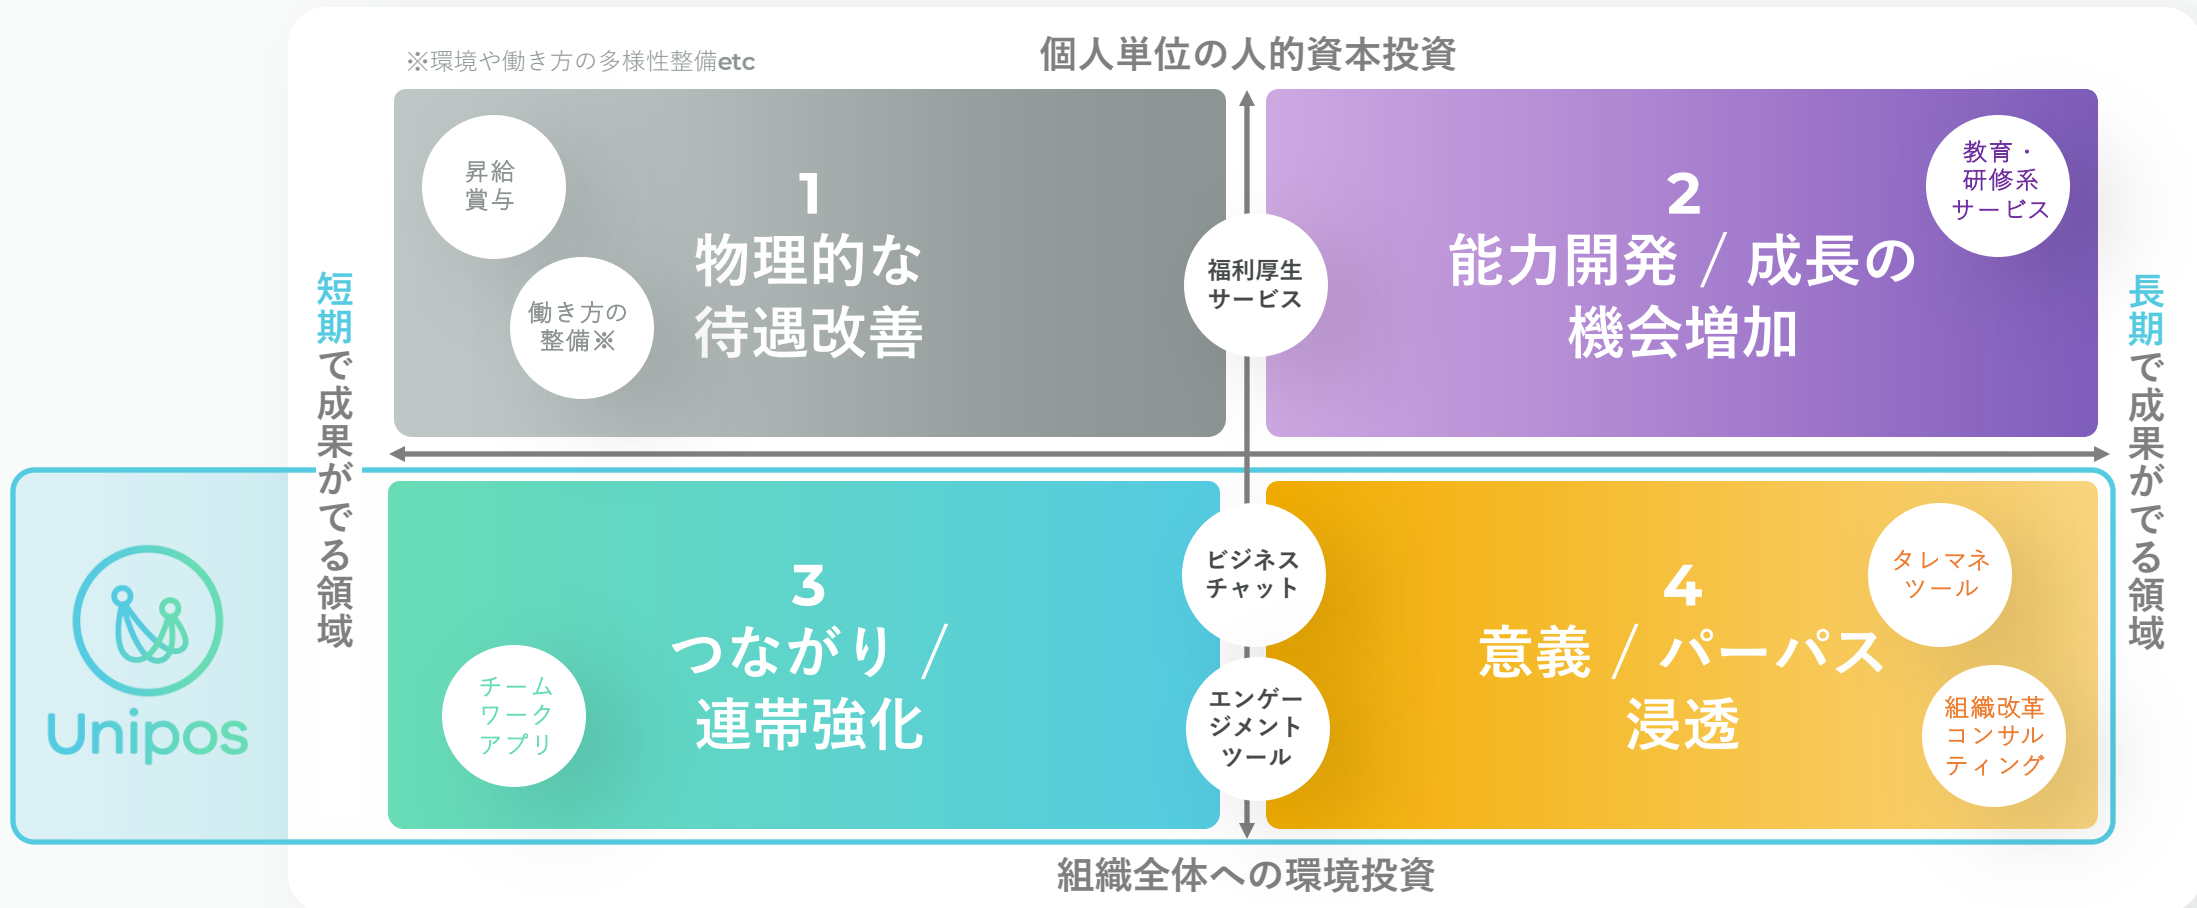 ※環境や働き方の多様性整備etc
個人単位の人的資本投資
昇給
賞与
働き方の
整備※
1
物理的な
待遇改善
福利厚生
サービス
2
能力開発 / 成長の
機会増加
教育・
研修系
サービス
短期で成果がでる領域
長期で成果がでる領域
Unipos
3
つながり /
連帯強化
チーム
ワーク
アプリ
ビジネス
チャット
エンゲー
ジメント
ツール
4
意義 / パーパス
浸透
タレマネ
ツール
組織改革
コンサル
ティング
組織全体への環境投資